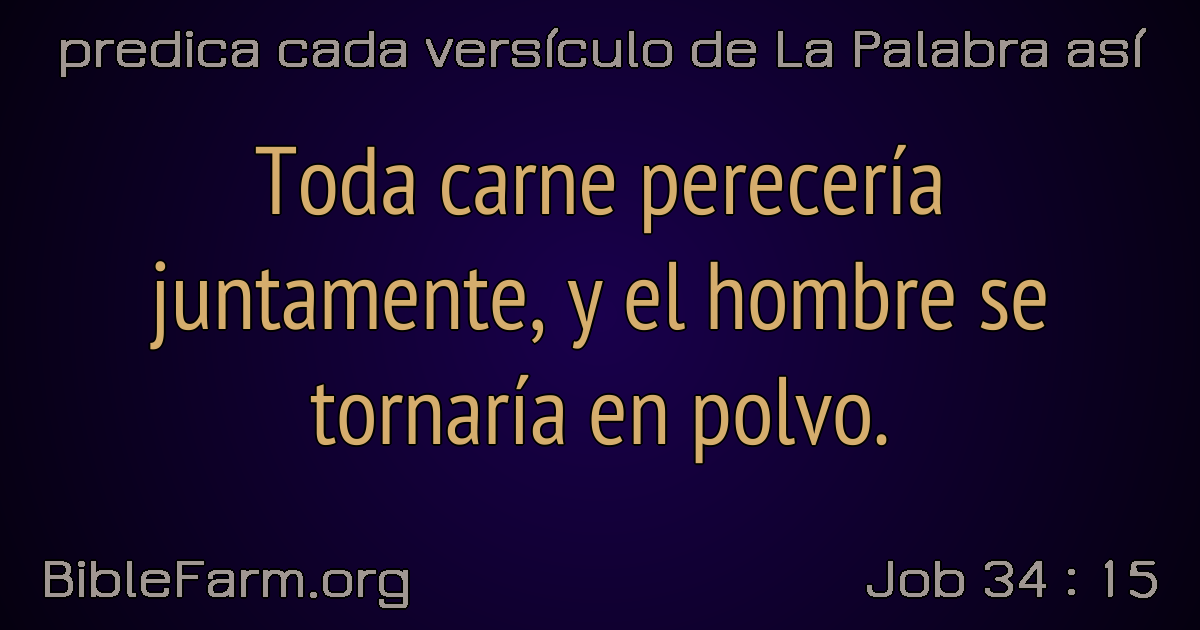 predica cada versículo de La Palabra así
Toda carne perecería
juntamente, y el hombre se
tornaría en polvo.
BibleFarm.org
Job 34 : 15